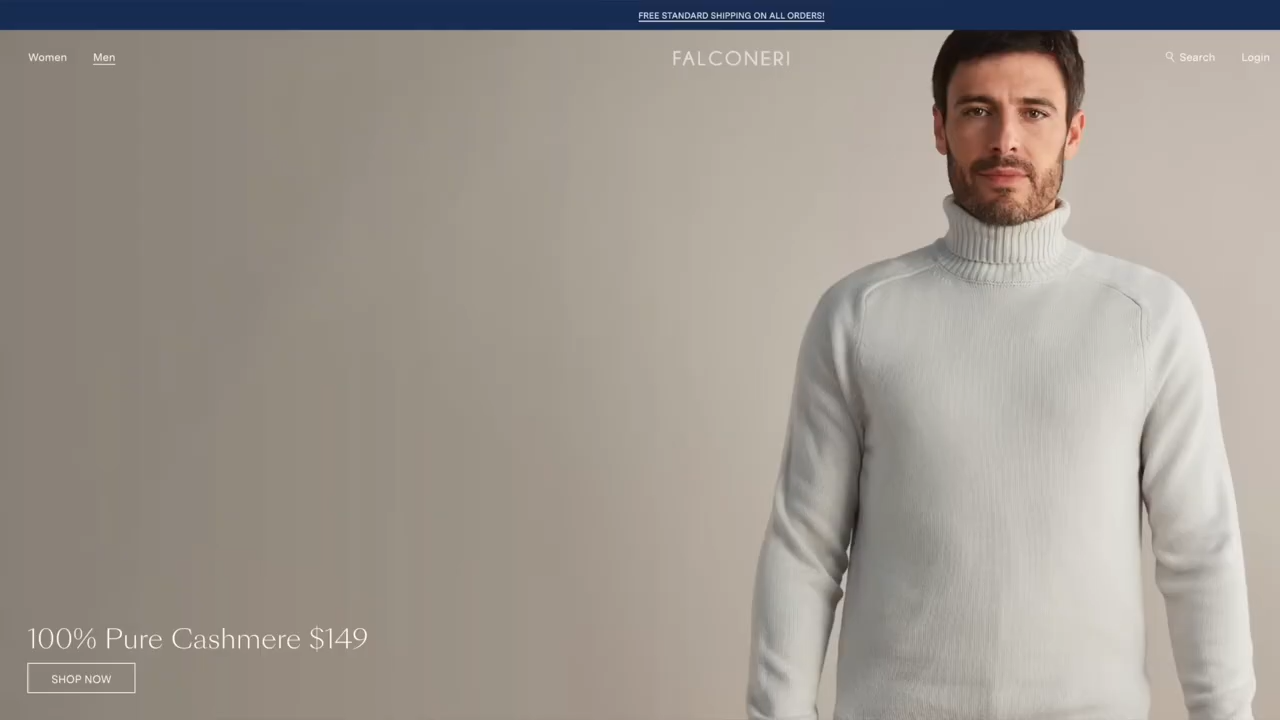 FREE STANDARD SHIPPING ON ALL ORDERS!
Women Men FALCONERI Search Login
100% Pure Cashmere $149
SHOP NOW